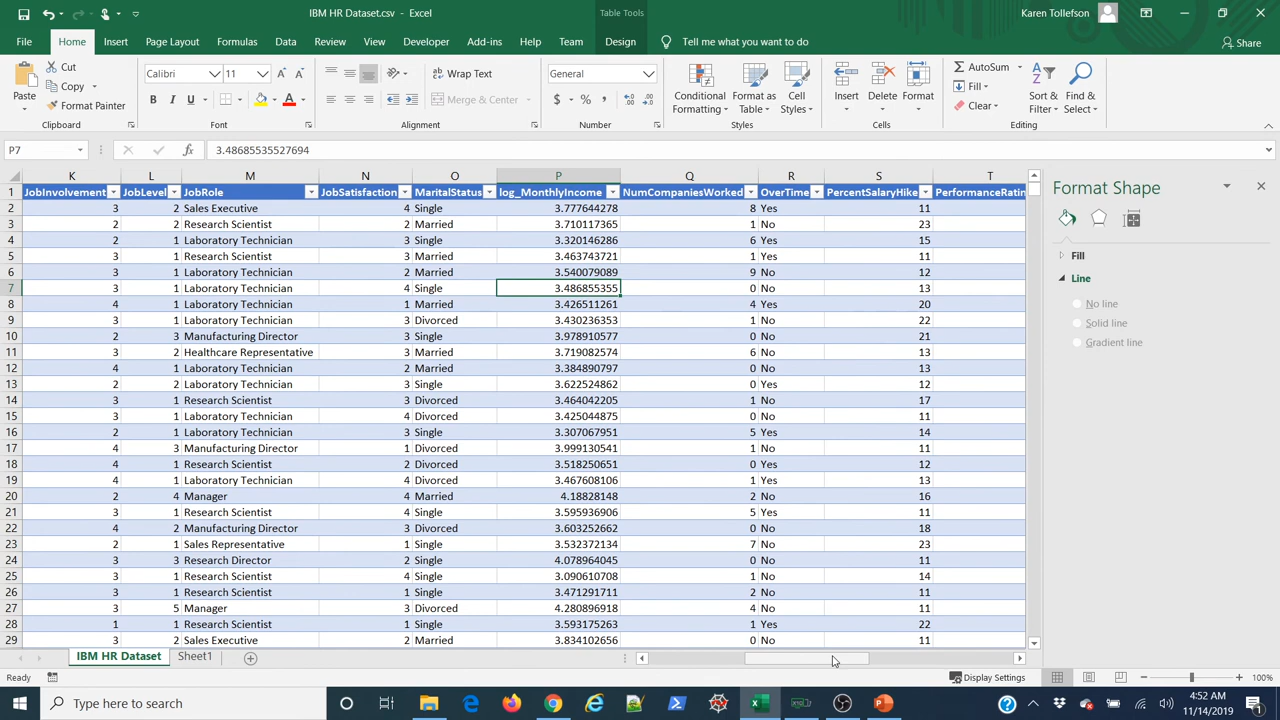 IBM HR Dataset.csv - Excel
Table Tools
Karen Tollefson
File Home Insert Page Layout Formulas Data Review View Developer Add-ins Help Team Design Tell me what you want to do Share
Paste
Cut
Copy
Format Painter
Clipboard
Calibri 11
B I U
Font
Wrap Text
Merge & Center
Alignment
General
$ % ,
Number
Conditional Formatting
Format as Table
Cell Styles
Styles
Insert
Delete
Format
Cells
AutoSum
Fill
Clear
Sort & Filter
Find & Select
Editing
P7 fx 3.48685535527694
K L M N O P Q R S T
1 JobInvolvement JobLevel JobRole JobSatisfaction MaritalStatus log_MonthlyIncome NumCompaniesWorked OverTime PercentSalaryHike PerformanceRatin
2 3 2 Sales Executive 4 Single 3.777644278 8 Yes 11
3 2 2 Research Scientist 2 Married 3.710117365 1 No 23
4 2 1 Laboratory Technician 3 Single 3.320146286 6 Yes 15
5 3 1 Research Scientist 3 Married 3.463743721 1 Yes 11
6 3 1 Laboratory Technician 2 Married 3.540079089 9 No 12
7 3 1 Laboratory Technician 4 Single 3.486855355 0 No 13
8 4 1 Laboratory Technician 1 Married 3.426511261 4 Yes 20
9 3 1 Laboratory Technician 3 Divorced 3.430236353 1 No 22
10 2 3 Manufacturing Director 3 Single 3.978910577 0 No 21
11 3 2 Healthcare Representative 3 Married 3.719082574 6 No 13
12 4 1 Laboratory Technician 2 Married 3.384890797 0 No 13
13 2 2 Laboratory Technician 3 Single 3.622524862 0 Yes 12
14 3 1 Research Scientist 3 Divorced 3.464042205 1 No 17
15 3 1 Laboratory Technician 4 Divorced 3.425044875 0 No 11
16 2 1 Laboratory Technician 3 Single 3.307067951 5 Yes 14
17 4 3 Manufacturing Director 1 Divorced 3.999130541 1 No 11
18 4 1 Research Scientist 2 Divorced 3.518250651 0 Yes 12
19 4 1 Laboratory Technician 4 Divorced 3.467608106 1 Yes 13
20 2 4 Manager 4 Married 4.18828148 2 No 16
21 3 1 Research Scientist 4 Single 3.595936906 5 Yes 11
22 4 2 Manufacturing Director 3 Divorced 3.603252662 0 No 18
23 2 1 Sales Representative 1 Single 3.532372134 7 No 23
24 3 3 Research Director 2 Single 4.078964045 0 No 11
25 3 1 Research Scientist 4 Single 3.090610708 1 No 14
26 3 1 Research Scientist 1 Single 3.471291711 2 No 11
27 3 5 Manager 3 Divorced 4.280896918 4 No 11
28 1 1 Research Scientist 1 Single 3.593175263 1 Yes 22
29 3 2 Sales Executive 2 Married 3.834102656 0 No 11
Format Shape
Fill
Line
No line
Solid line
Gradient line
IBM HR Dataset Sheet1
Ready Display Settings 100%
Type here to search
4:52 AM
11/14/2019